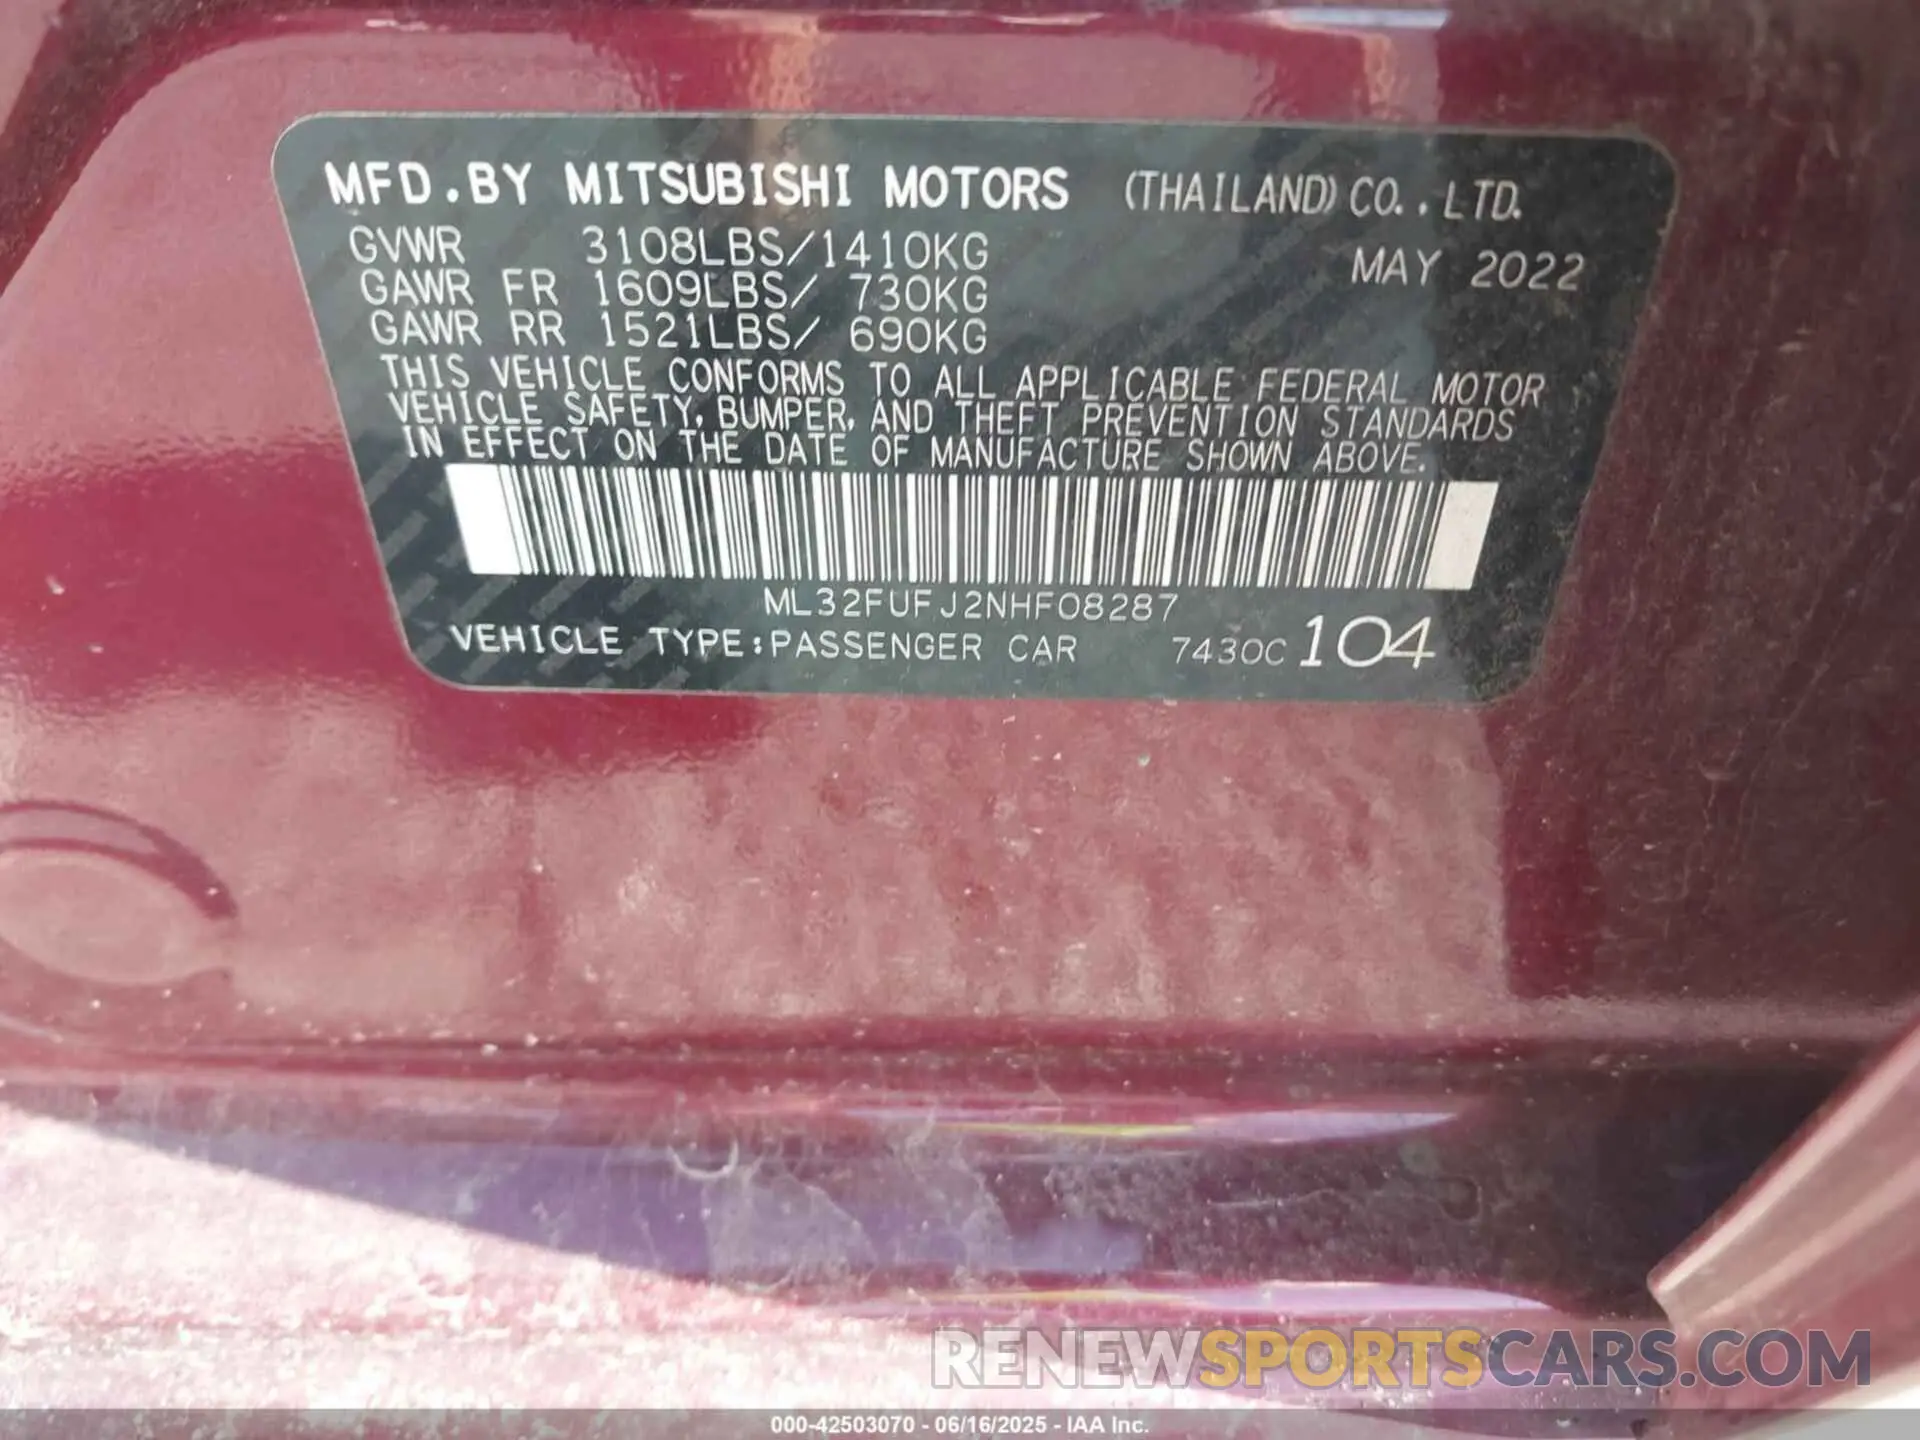 MFD.BY MITSUBISHI MOTORS (THAILAND) CO.,LTD.
GVWR 3108LBS/1410KG MAY 2022
GAWR FR 1609LBS/ 730KG
GAWR RR 1521LBS/ 690KG
THIS VEHICLE CONFORMS TO ALL APPLICABLE FEDERAL MOTOR
VEHICLE SAFETY, BUMPER, AND THEFT PREVENTION STANDARDS
IN EFFECT ON THE DATE OF MANUFACTURE SHOWN ABOVE.
ML32FUFJ2NHF08287
VEHICLE TYPE:PASSENGER CAR 7430C 104
RENEWSPORTSCARS.COM
000-42503070 - 06/16/2025 - IAA Inc.